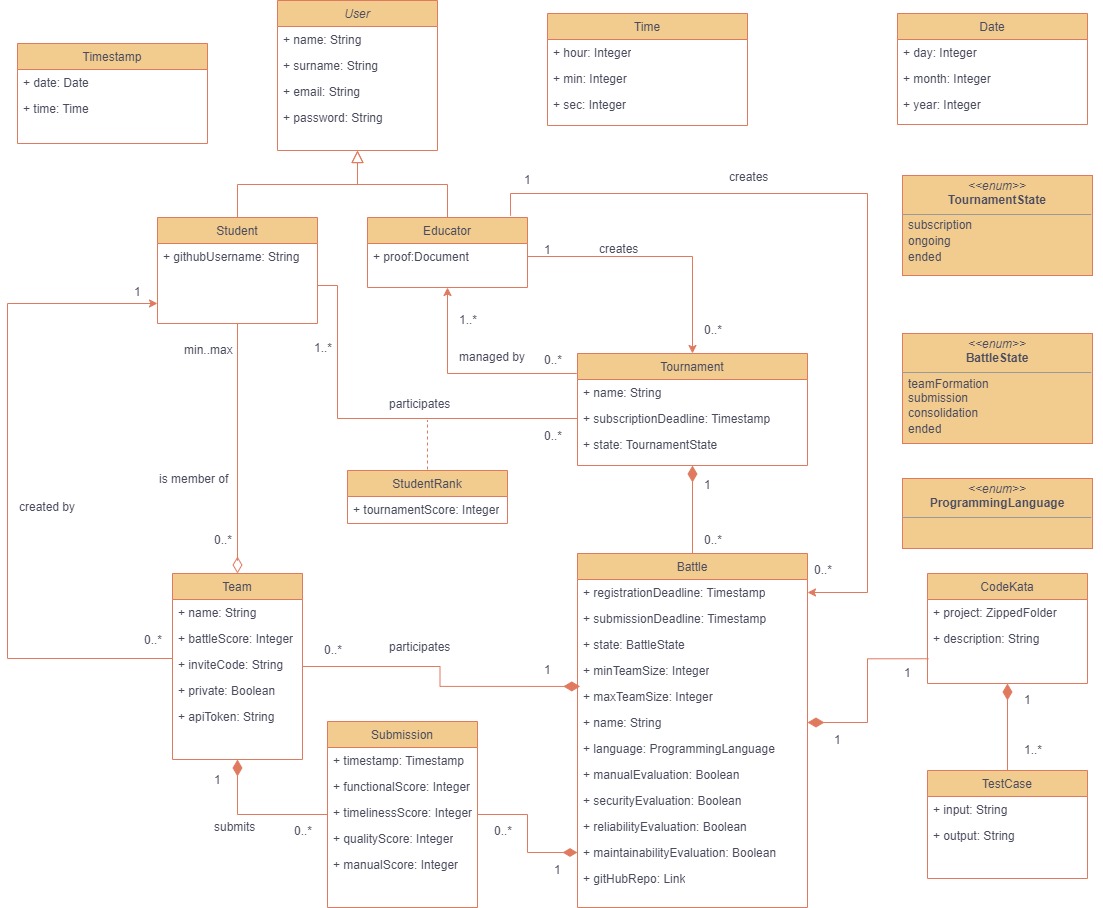 User
+ name: String
+ surname: String
+ email: String
+ password: String
Timestamp
+ date: Date
+ time: Time
Time
+ hour: Integer
+ min: Integer
+ sec: Integer
Date
+ day: Integer
+ month: Integer
+ year: Integer
1
creates
<<enum>>
TournamentState
subscription
ongoing
ended
Student
+ githubUsername: String
Educator
+ proof:Document
1
creates
0..*
1
min..max
1..*
1..*
managed by
0..*
participates
0..*
<<enum>>
BattleState
teamFormation
submission
consolidation
ended
Tournament
+ name: String
+ subscriptionDeadline: Timestamp
+ state: TournamentState
StudentRank
+ tournamentScore: Integer
is member of
created by
0..*
1
0..*
<<enum>>
ProgrammingLanguage
Team
+ name: String
+ battleScore: Integer
+ inviteCode: String
+ private: Boolean
+ apiToken: String
0..*
0..*
participates
1
Battle
+ registrationDeadline: Timestamp
+ submissionDeadline: Timestamp
+ state: BattleState
+ minTeamSize: Integer
+ maxTeamSize: Integer
+ name: String
+ language: ProgrammingLanguage
+ manualEvaluation: Boolean
+ securityEvaluation: Boolean
+ reliabilityEvaluation: Boolean
+ maintainabilityEvaluation: Boolean
+ gitHubRepo: Link
0..*
CodeKata
+ project: ZippedFolder
+ description: String
1
1
1
1..*
TestCase
+ input: String
+ output: String
Submission
+ timestamp: Timestamp
+ functionalScore: Integer
+ timelinessScore: Integer
+ qualityScore: Integer
+ manualScore: Integer
1
submits
0..*
0..*
1